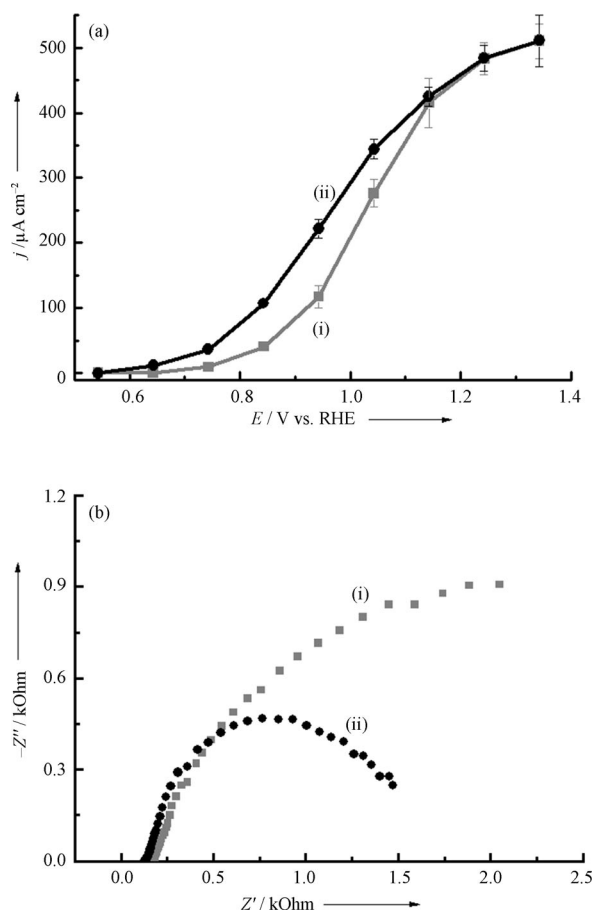 (a)
500
400
300
200
100
0
j /μA cm⁻²
(ii)
(i)
0.6 0.8 1.0 1.2 1.4
E / V vs. RHE
(b)
1.2
0.9
0.6
0.3
0.0
–Z″ / kOhm
(i)
(ii)
0.0 0.5 1.0 1.5 2.0 2.5
Z′ / kOhm